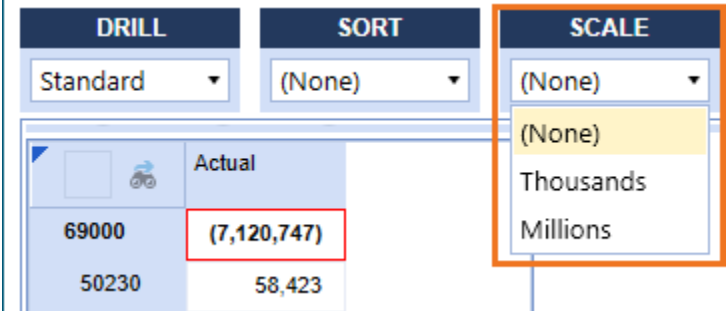 DRILL SORT SCALE
Standard (None) (None)
(None)
Thousands
Millions
Actual
69000 (7,120,747)
50230 58,423